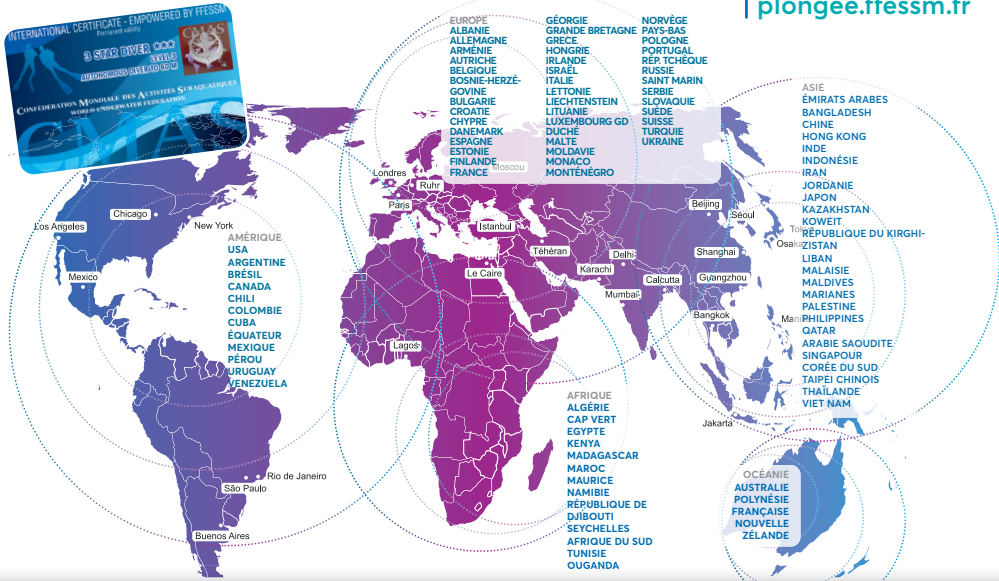 plongee.ffessm.fr
INTERNATIONAL CERTIFICATE - EMPOWERED BY FFESSM
Permanent validity
3 STAR DIVER ★★★
LEVEL 3
AUTONOMOUS DIVER TO 60 M
CMAS
CONFÉDÉRATION MONDIALE DES ACTIVITÉS SUBAQUATIQUES
WORLD UNDERWATER FEDERATION
CMAS
EUROPE
ALBANIE
ALLEMAGNE
ARMÉNIE
AUTRICHE
BELGIQUE
BOSNIE-HERZÉ-
GOVINE
BULGARIE
CROATIE
CHYPRE
DANEMARK
ESPAGNE
ESTONIE
FINLANDE
FRANCE
GÉORGIE
GRANDE BRETAGNE
GRECE
HONGRIE
IRLANDE
ISRAËL
ITALIE
LETTONIE
LIECHTENSTEIN
LITUANIE
LUXEMBOURG GD
DUCHÉ
MALTE
MOLDAVIE
MONACO
MONTÉNÉGRO
NORVÈGE
PAYS-BAS
POLOGNE
PORTUGAL
RÉP. TCHÈQUE
RUSSIE
SAINT MARIN
SERBIE
SLOVAQUIE
SUÈDE
SUISSE
TURQUIE
UKRAINE
ASIE
ÉMIRATS ARABES
BANGLADESH
CHINE
HONG KONG
INDE
INDONÉSIE
IRAN
JORDANIE
JAPON
KAZAKHSTAN
KOWEIT
RÉPUBLIQUE DU KIRGHI-
ZISTAN
LIBAN
MALAISIE
MALDIVES
MARIANES
PALESTINE
PHILIPPINES
QATAR
ARABIE SAOUDITE
SINGAPOUR
CORÉE DU SUD
TAIPEI CHINOIS
THAÏLANDE
VIET NAM
AMÉRIQUE
USA
ARGENTINE
BRÉSIL
CANADA
CHILI
COLOMBIE
CUBA
ÉQUATEUR
MEXIQUE
PÉROU
URUGUAY
VENEZUELA
AFRIQUE
ALGÉRIE
CAP VERT
EGYPTE
KENYA
MADAGASCAR
MAROC
MAURICE
NAMIBIE
RÉPUBLIQUE DE
DJIBOUTI
SEYCHELLES
AFRIQUE DU SUD
TUNISIE
OUGANDA
OCÉANIE
AUSTRALIE
POLYNÉSIE
FRANÇAISE
NOUVELLE
ZÉLANDE
Los Angeles
Chicago
New York
Mexico
Rio de Janeiro
São Paulo
Buenos Aires
Londres
Ruhr
Paris
Moscou
Istanbul
Le Caire
Lagos
Téhéran
Karachi
Delhi
Mumbai
Calcutta
Beijing
Séoul
Osaka
Shanghai
Guangzhou
Bangkok
Jakarta